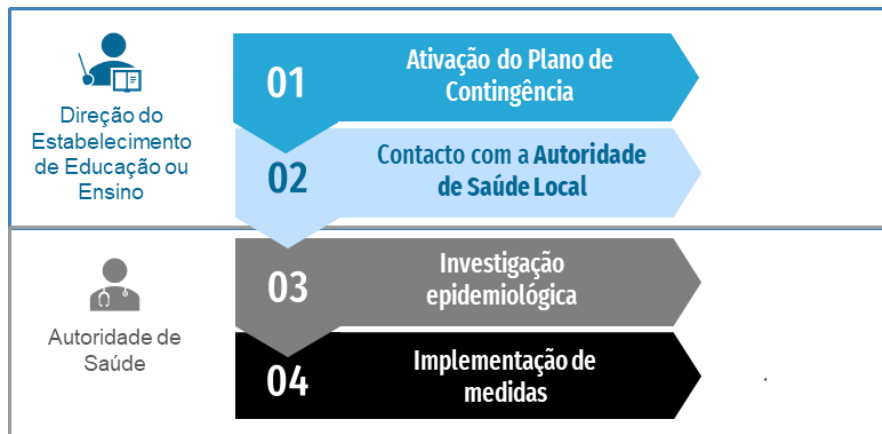 Direção do
Estabelecimento
de Educação ou
Ensino
01
Ativação do Plano de
Contingência
02
Contacto com a Autoridade
de Saúde Local
Autoridade de
Saúde
03
Investigação
epidemiológica
04
Implementação de
medidas
.